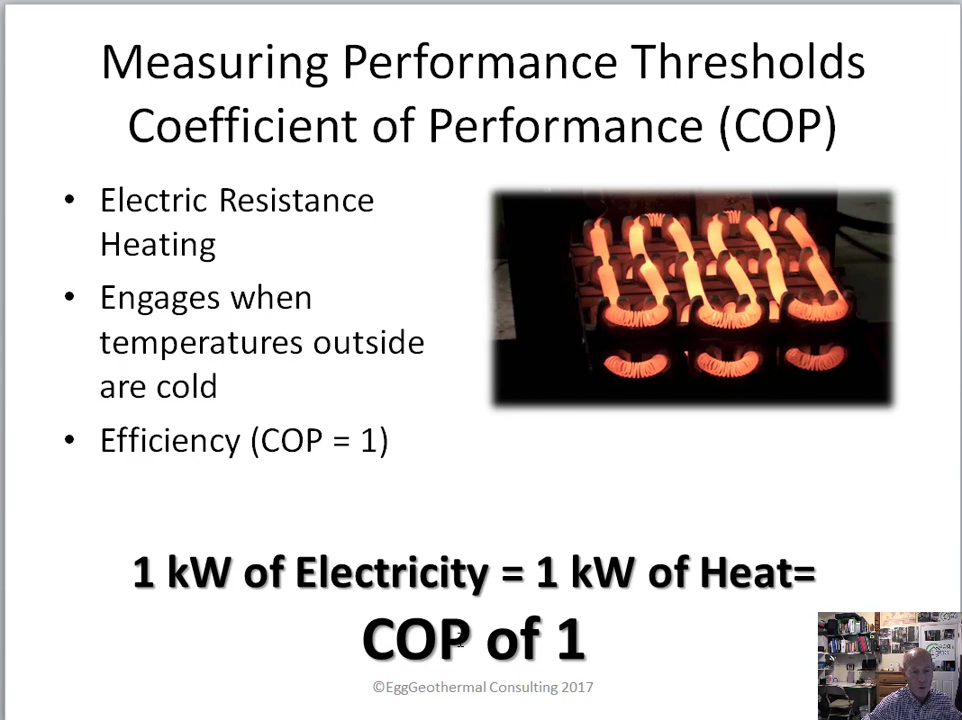 Measuring Performance Thresholds
Coefficient of Performance (COP)
• Electric Resistance
Heating
• Engages when
temperatures outside
are cold
• Efficiency (COP = 1)
1 kW of Electricity = 1 kW of Heat=
COP of 1
©EggGeothermal Consulting 2017